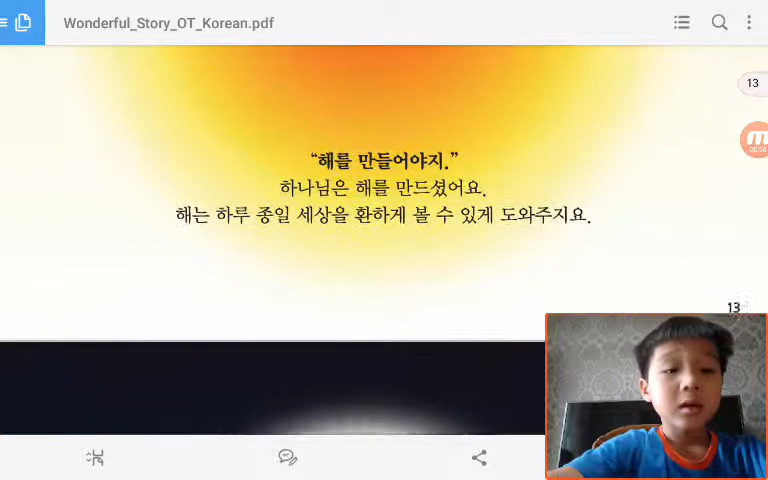 Wonderful_Story_OT_Korean.pdf
13
00:56
“해를 만들어야지.”
하나님은 해를 만드셨어요.
해는 하루 종일 세상을 환하게 볼 수 있게 도와주지요.
13